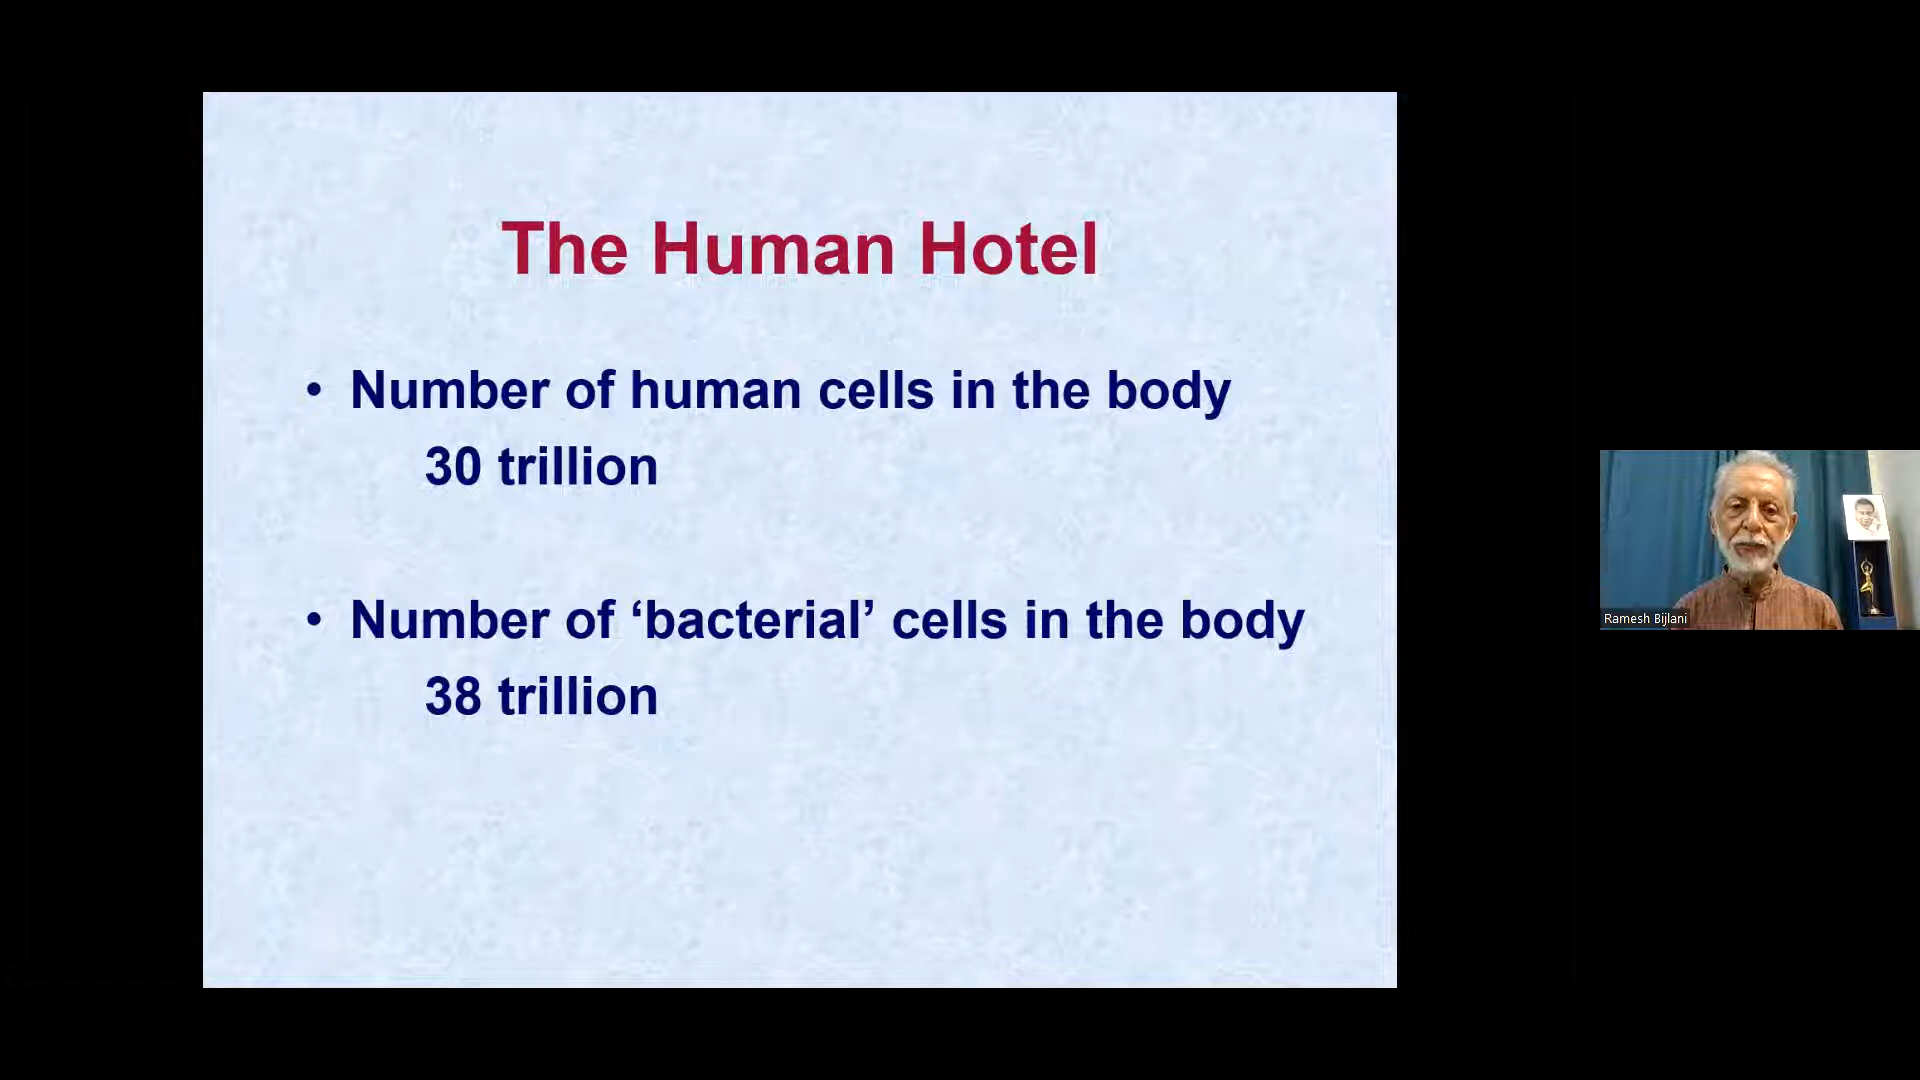 The Human Hotel
• Number of human cells in the body
30 trillion
• Number of ‘bacterial’ cells in the body
38 trillion
Ramesh Bijlani